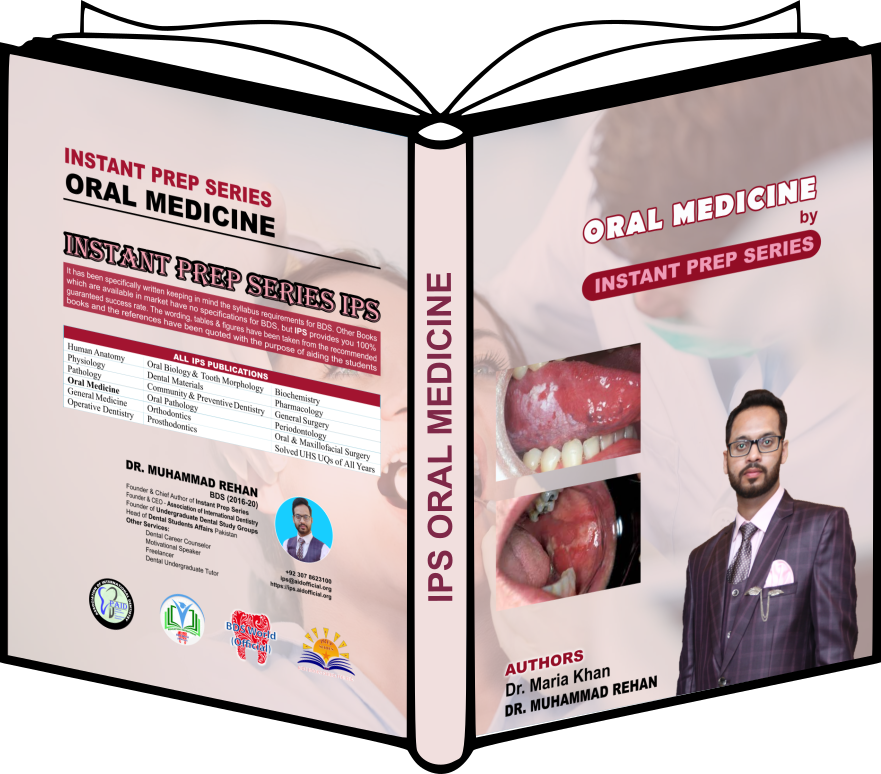 INSTANT PREP SERIES
ORAL MEDICINE
INSTANT PREP SERIES IPS
It has been specifically written keeping in mind the syllabus requirements for BDS. Other Books
which are available in market have no specifications for BDS, but IPS provides you 100%
guaranteed success rate. The wording, tables & figures have been taken from the recommended
books and the references have been quoted with the purpose of aiding the students
ALL IPS PUBLICATIONS
Human Anatomy
Physiology
Pathology
Oral Medicine
General Medicine
Operative Dentistry
Oral Biology & Tooth Morphology
Dental Materials
Community & Preventive Dentistry
Oral Pathology
Orthodontics
Prosthodontics
Biochemistry
Pharmacology
General Surgery
Periodontology
Oral & Maxillofacial Surgery
Solved UHS UQs of All Years
DR. MUHAMMAD REHAN
BDS (2016-20)
Founder & Chief Author of Instant Prep Series
Founder & CEO - Association of International Dentistry
Founder of Undergraduate Dental Study Groups
Head of Dental Students Affairs Pakistan
Other Services:
Dental Career Counselor
Motivational Speaker
Freelancer
Dental Undergraduate Tutor
+92 307 8623100
ips@aidofficial.org
https://ips.aidofficial.org
AID
BDS World
(Official)
IPS ORAL MEDICINE
ORAL MEDICINE
by
INSTANT PREP SERIES
AUTHORS
Dr. Maria Khan
DR. MUHAMMAD REHAN